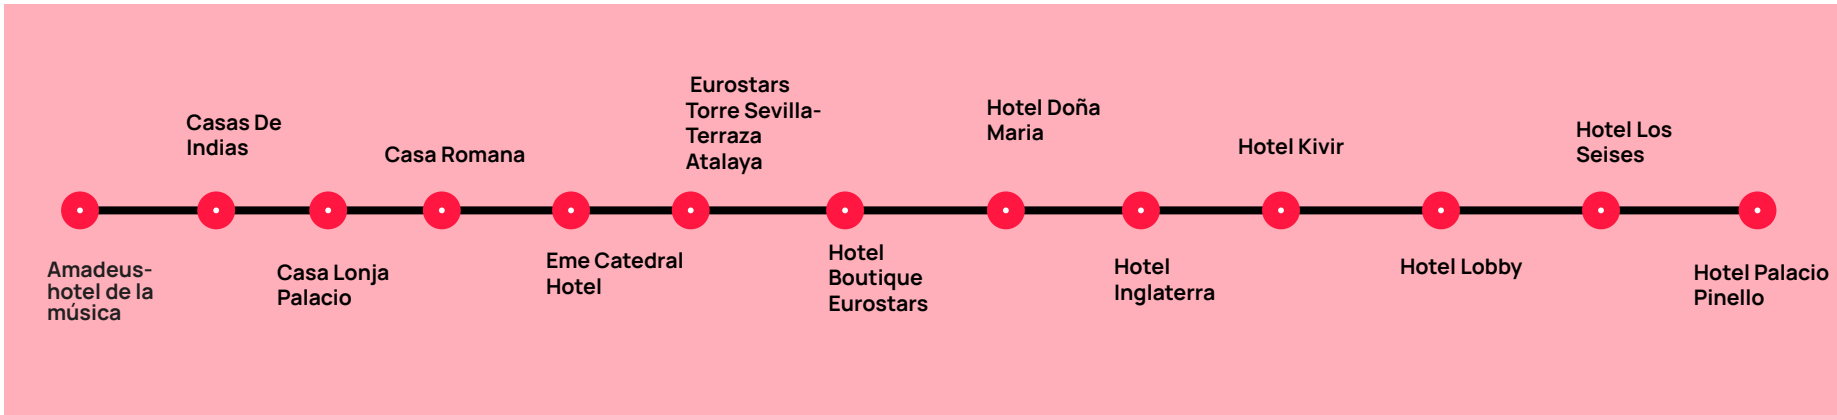 Amadeus-
hotel de la
música
Casas De
Indias
Casa Lonja
Palacio
Casa Romana
Eme Catedral
Hotel
Eurostars
Torre Sevilla-
Terraza
Atalaya
Hotel
Boutique
Eurostars
Hotel Doña
Maria
Hotel
Inglaterra
Hotel Kivir
Hotel Lobby
Hotel Los
Seises
Hotel Palacio
Pinello